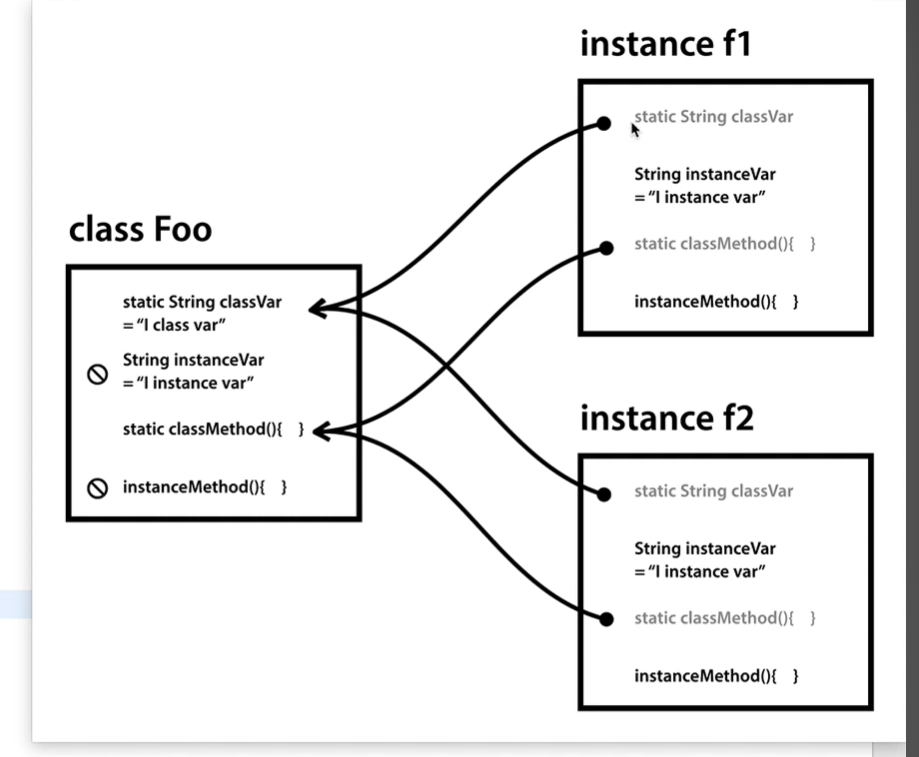 instance f1
static String classVar
String instanceVar
= “I instance var”
static classMethod(){ }
instanceMethod(){ }
class Foo
static String classVar
= “I class var”
String instanceVar
= “I instance var”
static classMethod(){ }
instanceMethod(){ }
instance f2
static String classVar
String instanceVar
= “I instance var”
static classMethod(){ }
instanceMethod(){ }